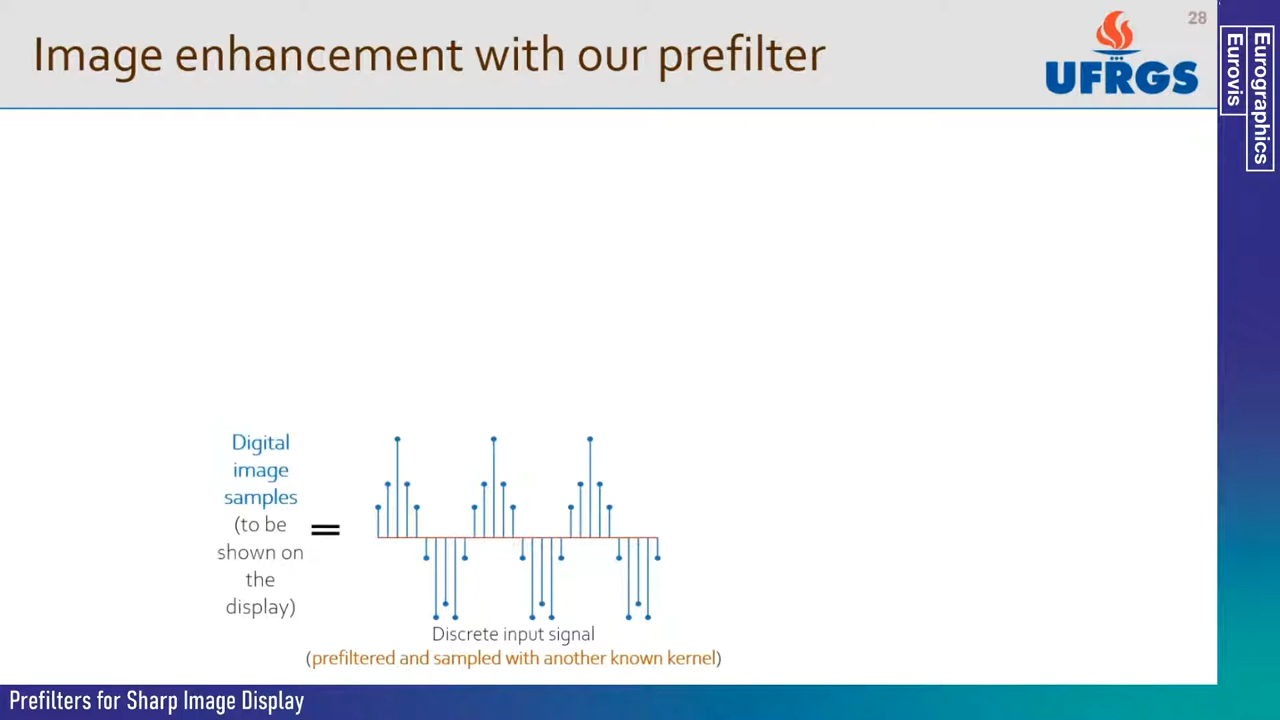 Image enhancement with our prefilter
28
UFRGS
Eurographics
Eurovis
Digital
image
samples
(to be
shown on
the
display)
=
Discrete input signal
(prefiltered and sampled with another known kernel)
Prefilters for Sharp Image Display